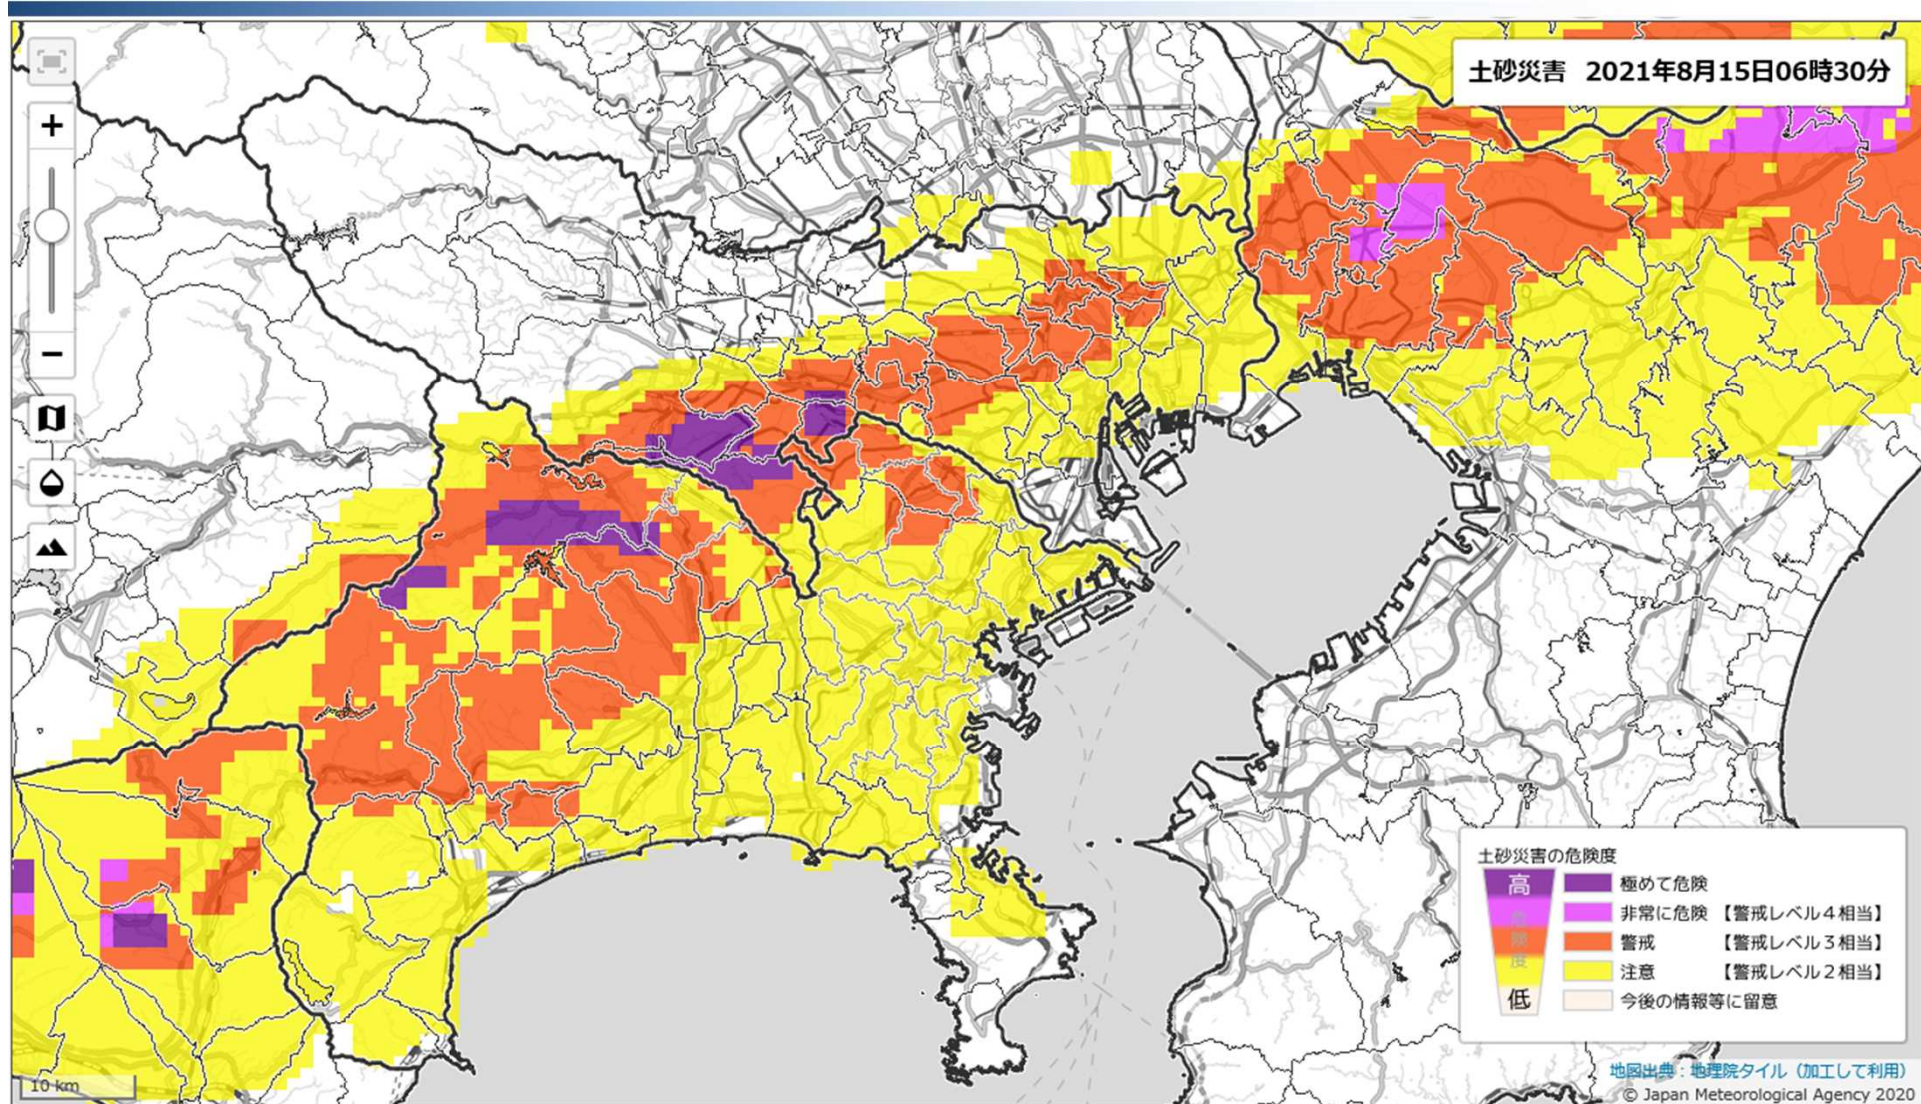 土砂災害 2021年8月15日06時30分
+
−
土砂災害の危険度
高
危険度
低
極めて危険
非常に危険 【警戒レベル4相当】
警戒 【警戒レベル3相当】
注意 【警戒レベル2相当】
今後の情報等に留意
10 km
地図出典：地理院タイル（加工して利用）
© Japan Meteorological Agency 2020